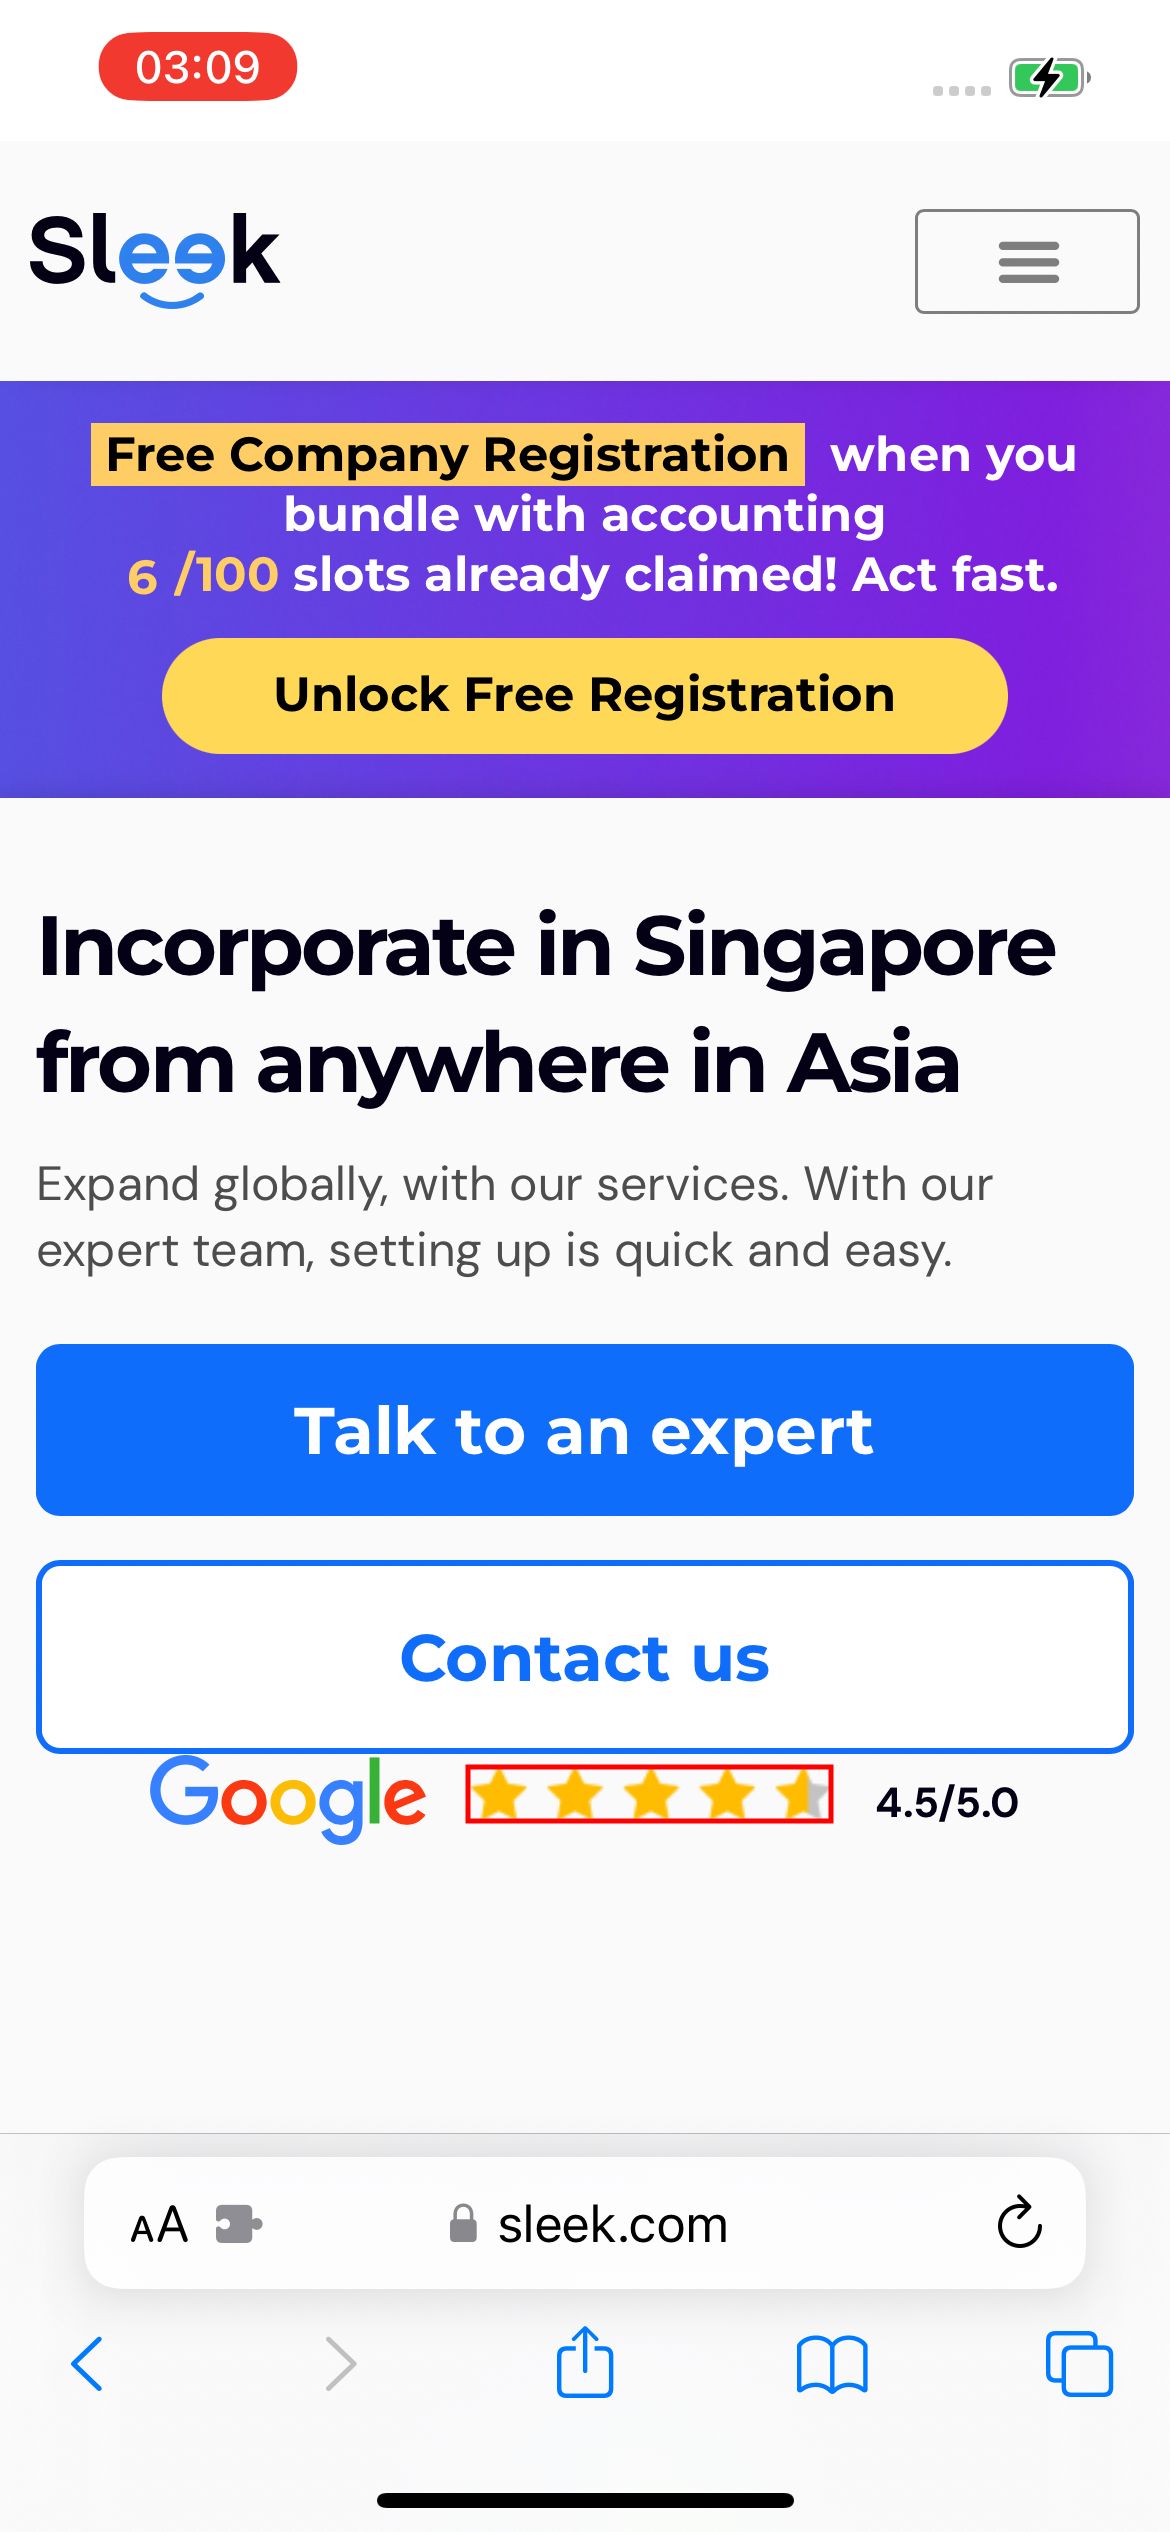 03:09
Sleek
Free Company Registration when you
bundle with accounting
6 /100 slots already claimed! Act fast.
Unlock Free Registration
Incorporate in Singapore
from anywhere in Asia
Expand globally, with our services. With our
expert team, setting up is quick and easy.
Talk to an expert
Contact us
Google 4.5/5.0
AA sleek.com